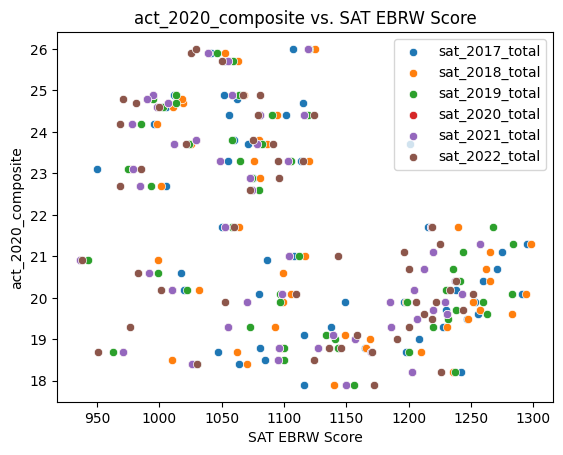 act_2020_composite vs. SAT EBRW Score
sat_2017_total
sat_2018_total
sat_2019_total
sat_2020_total
sat_2021_total
sat_2022_total
act_2020_composite
26
25
24
23
22
21
20
19
18
950
1000
1050
1100
1150
1200
1250
1300
SAT EBRW Score